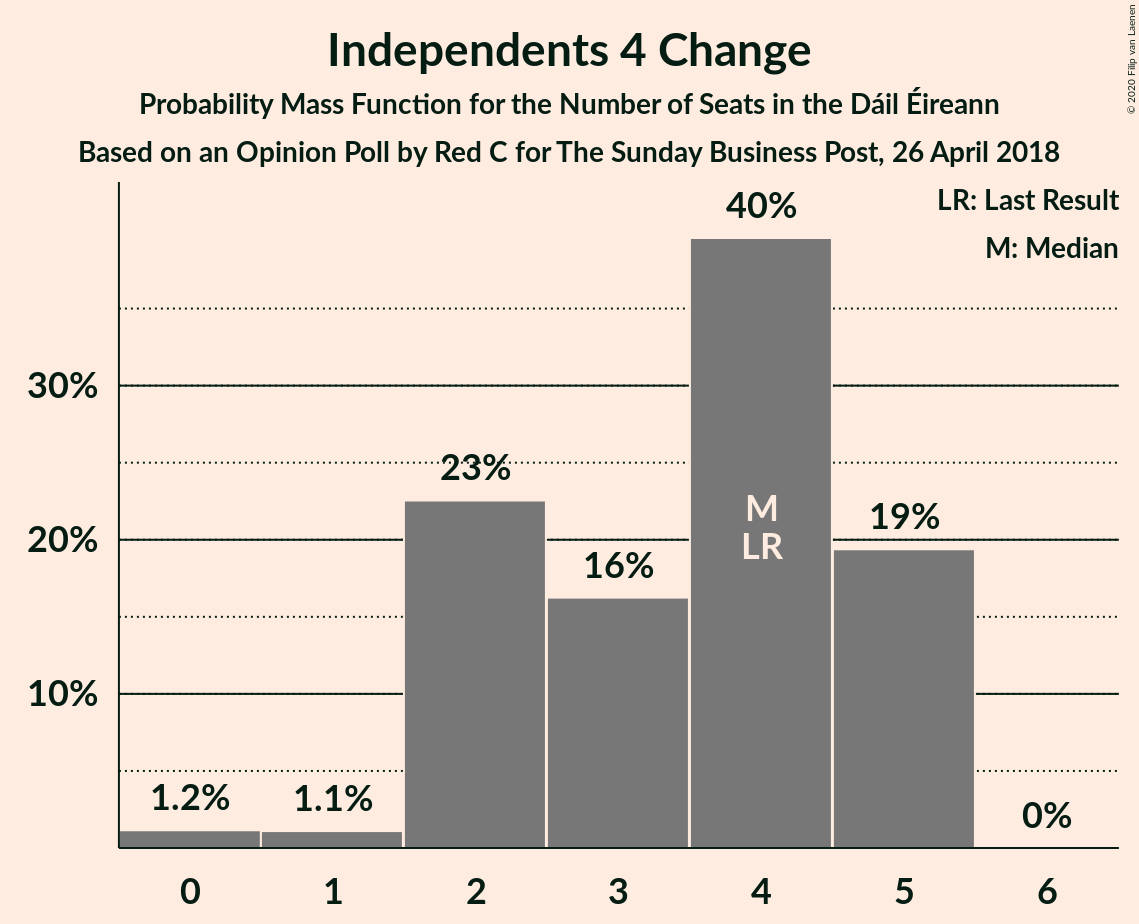 Independents 4 Change
Probability Mass Function for the Number of Seats in the Dáil Éireann
Based on an Opinion Poll by Red C for The Sunday Business Post, 26 April 2018
© 2020 Filip van Laenen
LR: Last Result
M: Median
40%
30%
23%
M
LR
19%
20%
16%
10%
1.2%
1.1%
0%
0 1 2 3 4 5 6